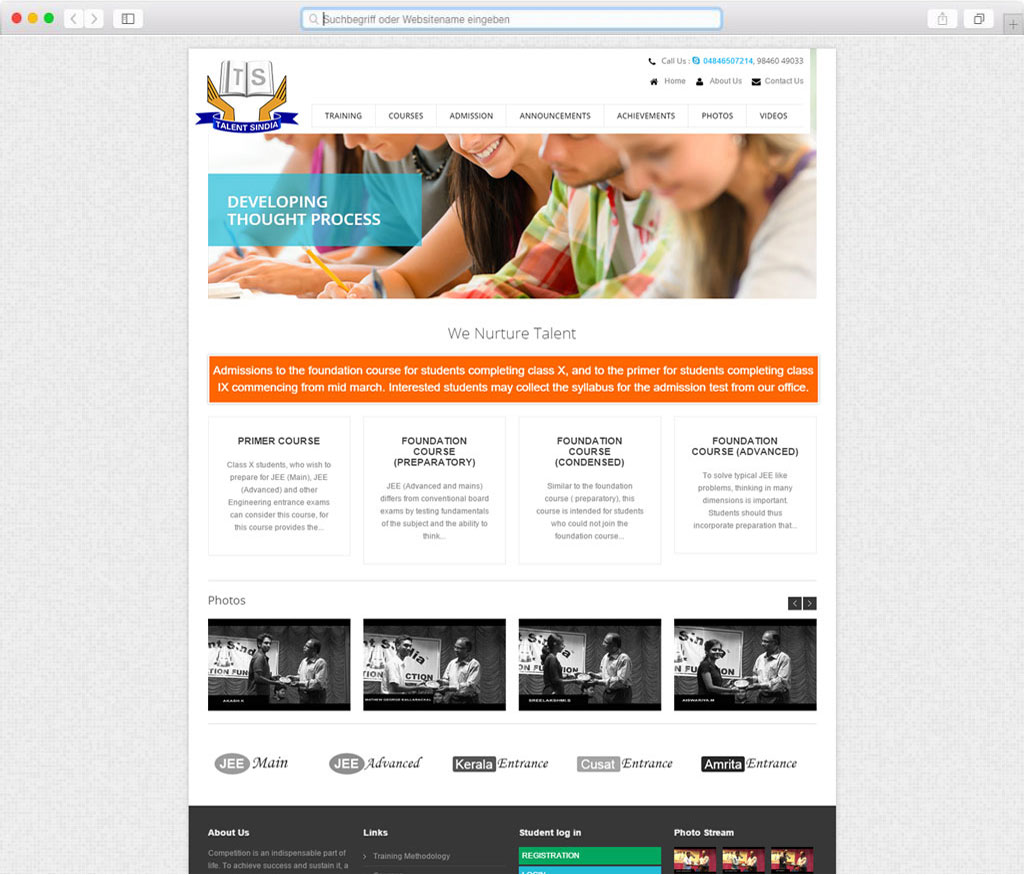 Suchbegriff oder Websitename eingeben
TS
TALENT SINDIA
Call Us : 04846507214, 98460 49033
Home About Us Contact Us
TRAINING COURSES ADMISSION ANNOUNCEMENTS ACHIEVEMENTS PHOTOS VIDEOS
DEVELOPING
THOUGHT PROCESS
We Nurture Talent
Admissions to the foundation course for students completing class X, and to the primer for students completing class
IX commencing from mid march. Interested students may collect the syllabus for the admission test from our office.
PRIMER COURSE
Class X students, who wish to
prepare for JEE (Main), JEE
(Advanced) and other
Engineering entrance exams
can consider this course, for
this course provides the...
FOUNDATION
COURSE
(PREPARATORY)
JEE (Advanced and mains)
differs from conventional board
exams by testing fundamentals
of the subject and the ability to
think...
FOUNDATION
COURSE
(CONDENSED)
Similar to the foundation
course ( preparatory), this
course is intended for students
who could not join the
foundation course...
FOUNDATION
COURSE (ADVANCED)
To solve typical JEE like
problems, thinking in many
dimensions is important.
Students should thus
incorporate preparation that...
Photos
AKASH.K
SREELAKSHMI.S
AISWARIYA.M
JEE Main
JEE Advanced
Kerala Entrance
Cusat Entrance
Amrita Entrance
About Us
Competition is an indispensable part of
life. To achieve success and sustain it, a
Links
Training Methodology
Student log in
REGISTRATION
LOGIN
Photo Stream